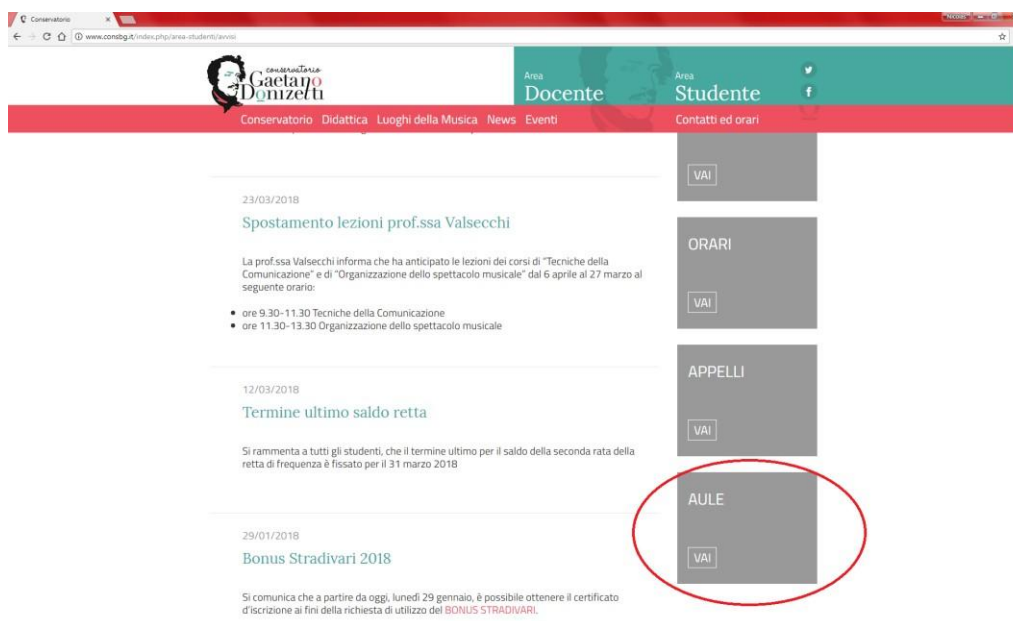 Conservatorio
Nicolas
www.consbg.it/index.php/area-studenti/avvisi
conservatorio
Gaetano
Donizetti
Area
Docente
Area
Studente
Conservatorio Didattica Luoghi della Musica News Eventi Contatti ed orari
VAI
23/03/2018
Spostamento lezioni prof.ssa Valsecchi
La prof.ssa Valsecchi informa che ha anticipato le lezioni dei corsi di "Tecniche della
Comunicazione" e di "Organizzazione dello spettacolo musicale" dal 6 aprile al 27 marzo al
seguente orario:
• ore 9.30-11.30 Tecniche della Comunicazione
• ore 11.30-13.30 Organizzazione dello spettacolo musicale
ORARI
VAI
12/03/2018
Termine ultimo saldo retta
Si rammenta a tutti gli studenti, che il termine ultimo per il saldo della seconda rata della
retta di frequenza è fissato per il 31 marzo 2018
APPELLI
VAI
29/01/2018
Bonus Stradivari 2018
Si comunica che a partire da oggi, lunedì 29 gennaio, è possibile ottenere il certificato
d'iscrizione ai fini della richiesta di utilizzo del BONUS STRADIVARI.
AULE
VAI